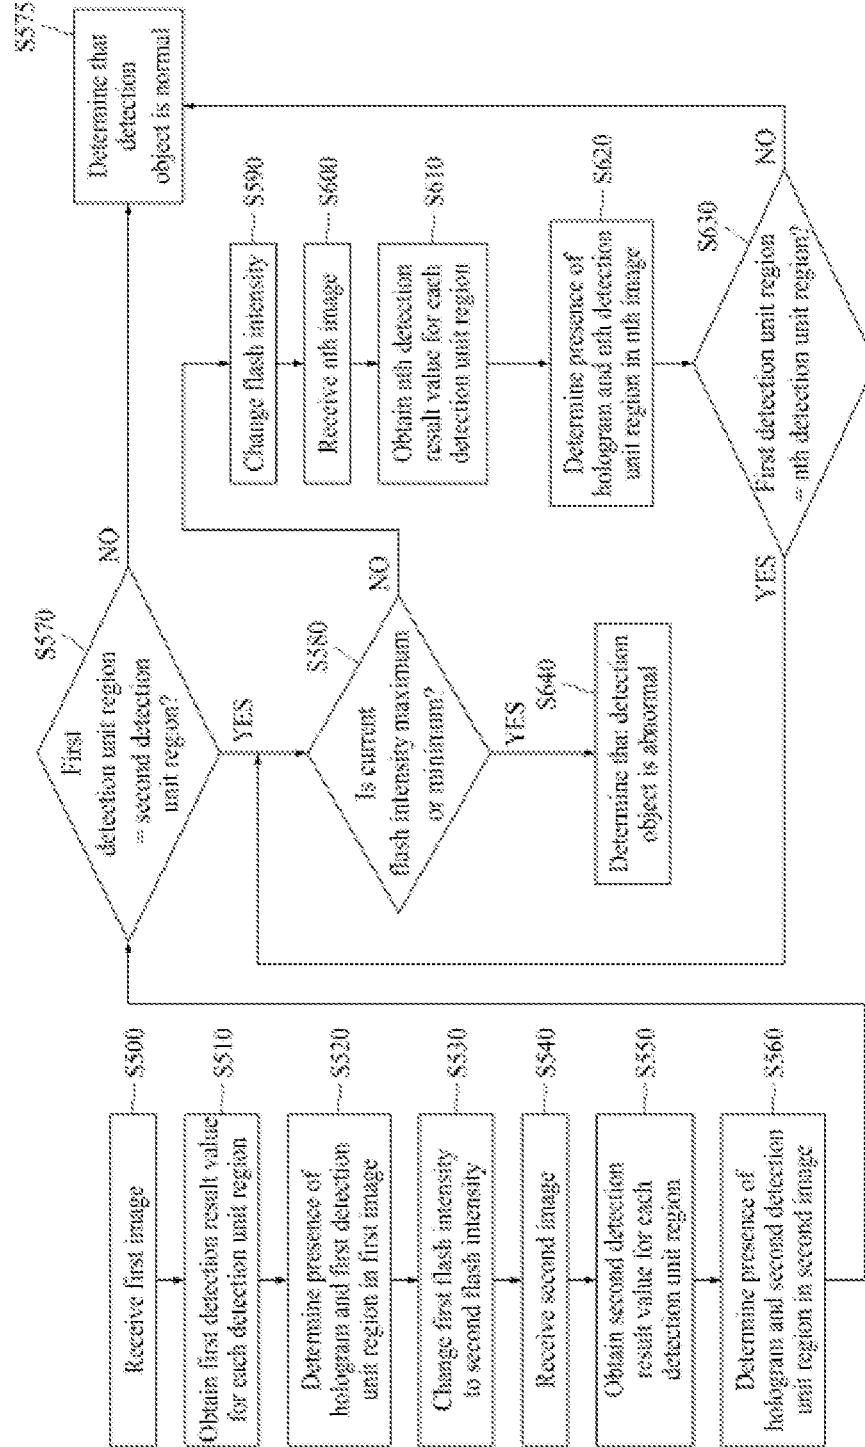 Receive first image
S500
Obtain first detection result value
for each detection unit region
S510
Determine presence of
hologram and first detection
unit region in first image
S520
Change first flash intensity
to second flash intensity
S530
Receive second image
S540
Obtain second detection
result value for each
detection unit region
S550
Determine presence of
hologram and second detection
unit region in second image
S560
First
detection unit region
= second detection
unit region?
S570
NO
YES
Determine that
detection
object is normal
S575
Is current
flash intensity maximum
or minimum?
S580
NO
YES
Change flash intensity
S590
Receive nth image
S600
Obtain nth detection
result value for each
detection unit region
S610
Determine presence of
hologram and nth detection
unit region in nth image
S620
First detection unit region
= nth detection unit region?
S630
NO
YES
Determine that detection
object is abnormal
S640